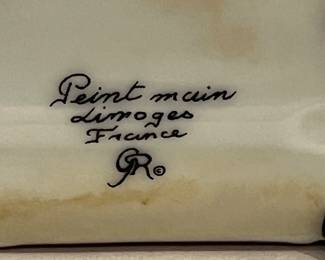 Peint main
Limoges
France
GR©